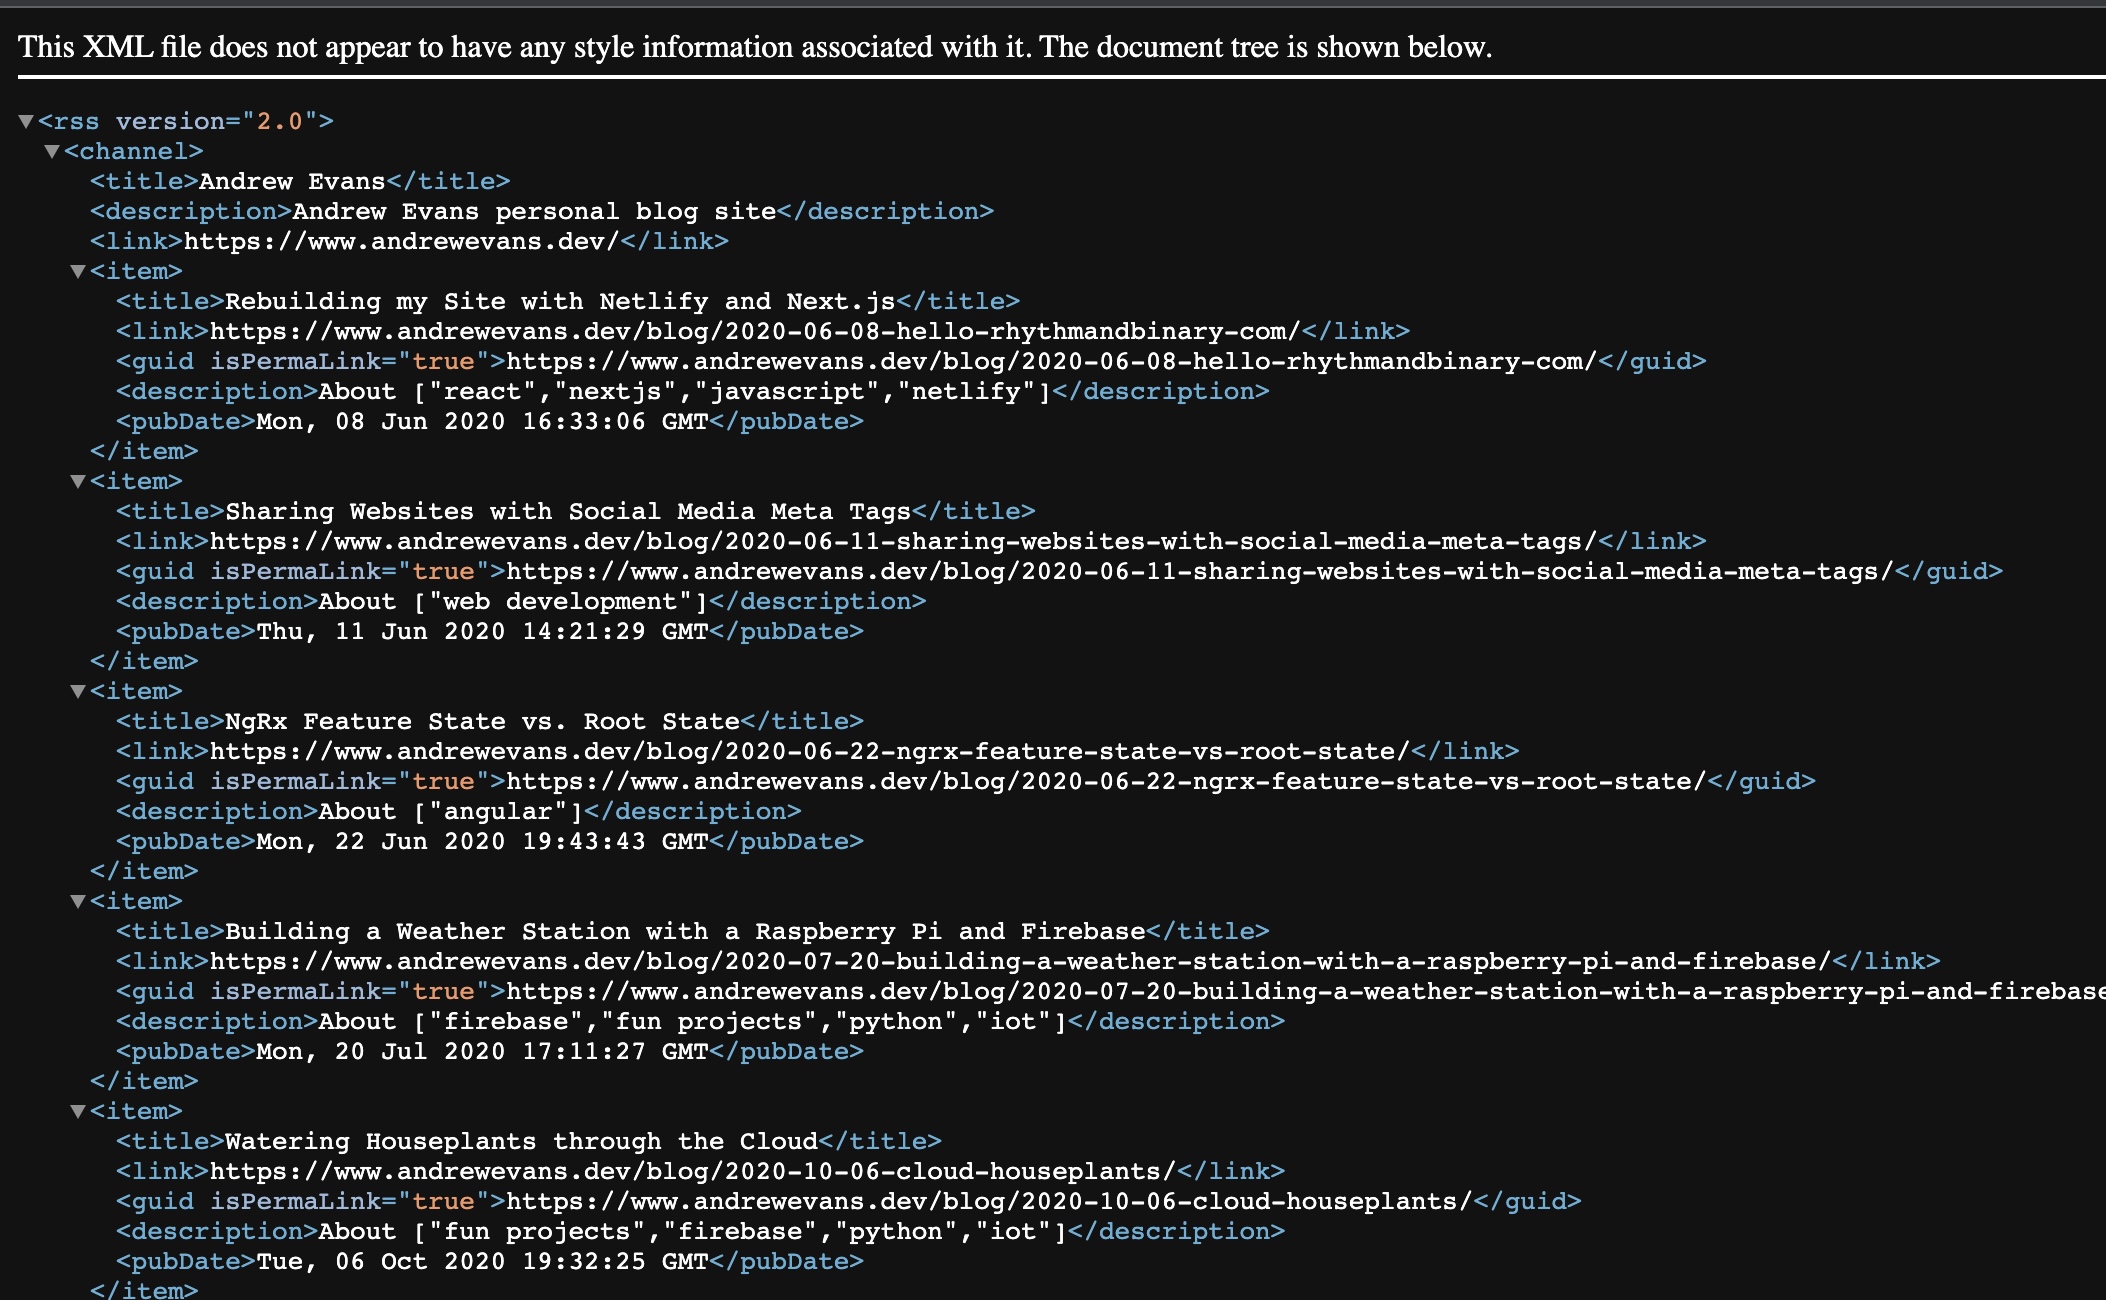 This XML file does not appear to have any style information associated with it. The document tree is shown below.
▼<rss version="2.0">
▼<channel>
<title>Andrew Evans</title>
<description>Andrew Evans personal blog site</description>
<link>https://www.andrewevans.dev/</link>
▼<item>
<title>Rebuilding my Site with Netlify and Next.js</title>
<link>https://www.andrewevans.dev/blog/2020-06-08-hello-rhythmandbinary-com/</link>
<guid isPermaLink="true">https://www.andrewevans.dev/blog/2020-06-08-hello-rhythmandbinary-com/</guid>
<description>About ["react","nextjs","javascript","netlify"]</description>
<pubDate>Mon, 08 Jun 2020 16:33:06 GMT</pubDate>
</item>
▼<item>
<title>Sharing Websites with Social Media Meta Tags</title>
<link>https://www.andrewevans.dev/blog/2020-06-11-sharing-websites-with-social-media-meta-tags/</link>
<guid isPermaLink="true">https://www.andrewevans.dev/blog/2020-06-11-sharing-websites-with-social-media-meta-tags/</guid>
<description>About ["web development"]</description>
<pubDate>Thu, 11 Jun 2020 14:21:29 GMT</pubDate>
</item>
▼<item>
<title>NgRx Feature State vs. Root State</title>
<link>https://www.andrewevans.dev/blog/2020-06-22-ngrx-feature-state-vs-root-state/</link>
<guid isPermaLink="true">https://www.andrewevans.dev/blog/2020-06-22-ngrx-feature-state-vs-root-state/</guid>
<description>About ["angular"]</description>
<pubDate>Mon, 22 Jun 2020 19:43:43 GMT</pubDate>
</item>
▼<item>
<title>Building a Weather Station with a Raspberry Pi and Firebase</title>
<link>https://www.andrewevans.dev/blog/2020-07-20-building-a-weather-station-with-a-raspberry-pi-and-firebase/</link>
<guid isPermaLink="true">https://www.andrewevans.dev/blog/2020-07-20-building-a-weather-station-with-a-raspberry-pi-and-firebase
<description>About ["firebase","fun projects","python","iot"]</description>
<pubDate>Mon, 20 Jul 2020 17:11:27 GMT</pubDate>
</item>
▼<item>
<title>Watering Houseplants through the Cloud</title>
<link>https://www.andrewevans.dev/blog/2020-10-06-cloud-houseplants/</link>
<guid isPermaLink="true">https://www.andrewevans.dev/blog/2020-10-06-cloud-houseplants/</guid>
<description>About ["fun projects","firebase","python","iot"]</description>
<pubDate>Tue, 06 Oct 2020 19:32:25 GMT</pubDate>
</item>